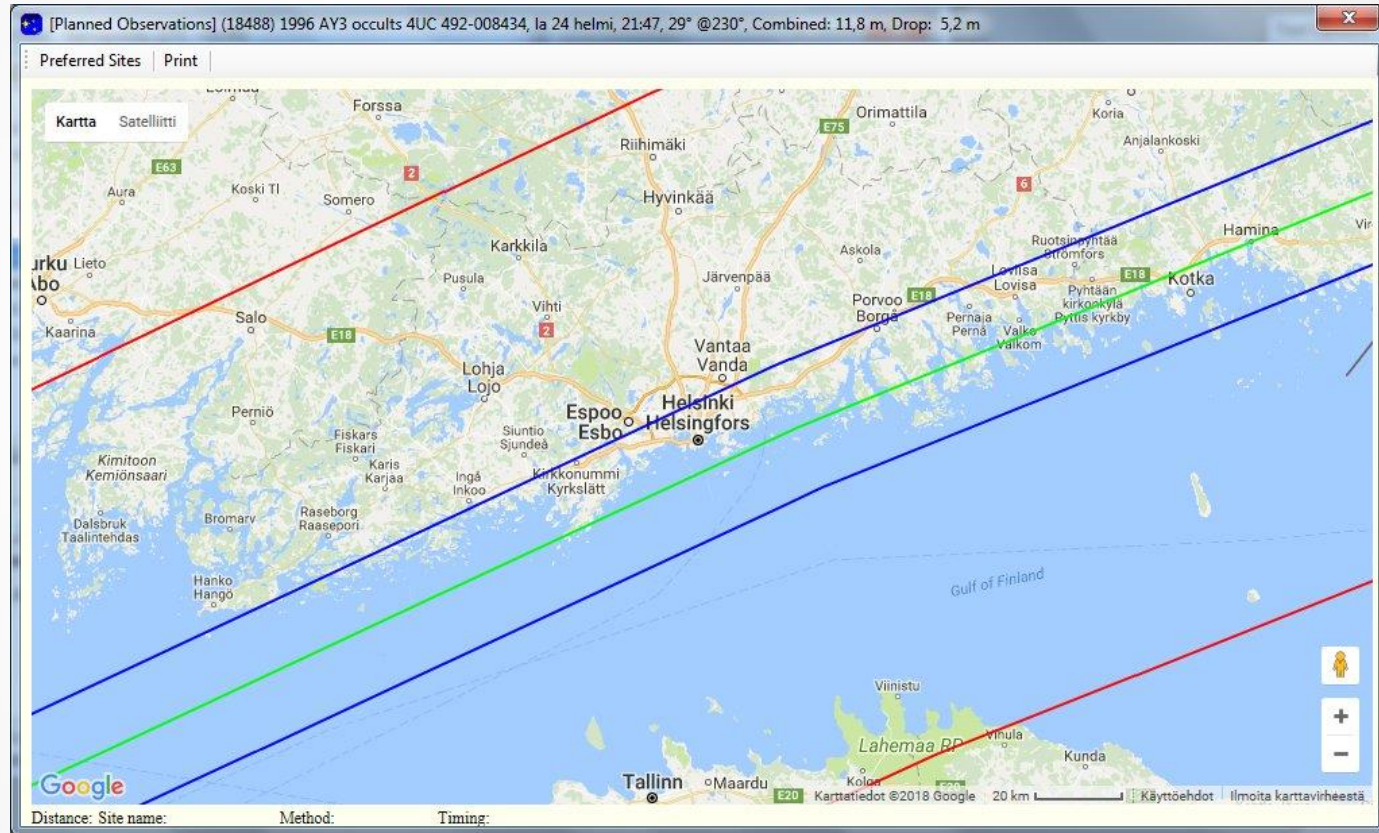 [Planned Observations] (18488) 1996 AY3 occults 4UC 492-008434, la 24 helmi, 21:47, 29° @230°, Combined: 11,8 m, Drop: 5,2 m
Preferred Sites Print
Kartta Satelliitti
Forssa
Orimattila
Koria
E75
Riihimäki
Anjalankoski
E63
2
Aura
Koski Tl
Somero
6
Hyvinkää
Hamina
Karkkila
Askola
Ruotsinpyhtää
Strömfors
Lieto
Pusula
Järvenpää
Loviisa
Lovisa
E18
Kotka
Vihti
Porvoo
Borgå
E18
Pyhtään
kirkonkylä
Pyttis kyrkby
Kaarina
Salo
E18
2
Pernaja
Pernå
Valko
Valkom
Vantaa
Vanda
Lohja
Lojo
Helsinki
Helsingfors
Espoo
Esbo
Perniö
Fiskars
Fiskari
Siuntio
Sjundeå
Kimitoon
Kemiönsaari
Karis
Karjaa
Ingå
Inkoo
Kirkkonummi
Kyrkslätt
Dalsbruk
Taalintehdas
Bromarv
Raseborg
Raasepori
Hanko
Hangö
Gulf of Finland
Viinistu
Lahemaa RP
Vihula
Kunda
Tallinn
Maardu
Kolga
E20
Google
Karttatiedot ©2018 Google 20 km Käyttöehdot Ilmoita karttavirheestä
Distance: Site name: Method: Timing: